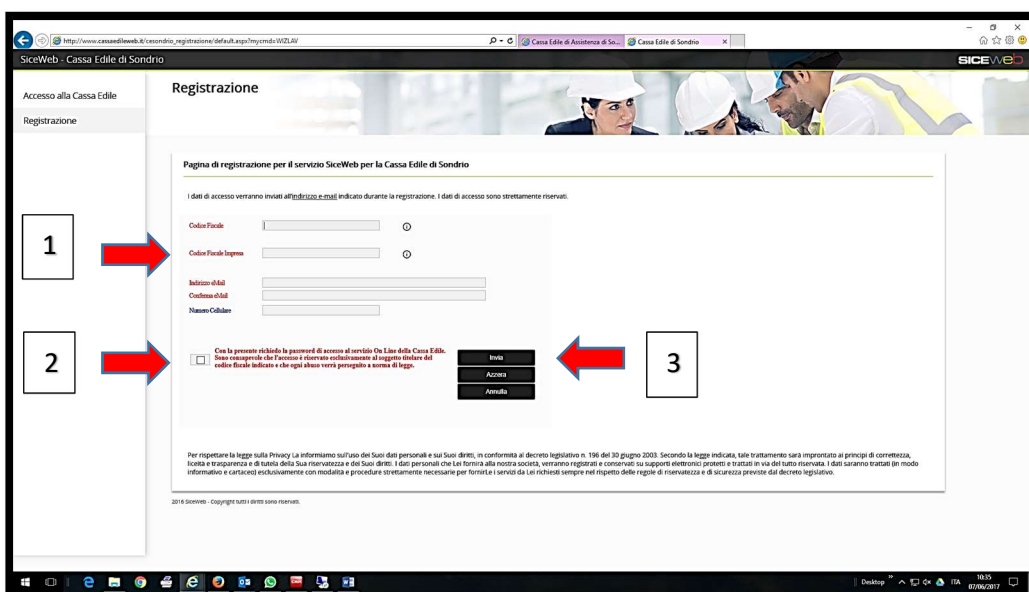 http://www.cassaedileweb.it/cesondrio_registrazione/default.aspx?mycmd=WIZLAV
Cassa Edile di Assistenza di So...
Cassa Edile di Sondrio
SiceWeb - Cassa Edile di Sondrio
SICEWEB
Accesso alla Cassa Edile
Registrazione
Registrazione
Pagina di registrazione per il servizio SiceWeb per la Cassa Edile di Sondrio
I dati di accesso verranno inviati all'indirizzo e-mail indicato durante la registrazione. I dati di accesso sono strettamente riservati.
1
Codice Fiscale
Codice Fiscale Impresa
Indirizzo eMail
Conferma eMail
Numero Cellulare
2
Con la presente richiedo la password di accesso al servizio On Line della Cassa Edile.
Sono consapevole che l'accesso è riservato esclusivamente al soggetto titolare del
codice fiscale indicato e che ogni abuso verrà perseguito a norma di legge.
Invia
Azzera
Annulla
3
Per rispettare la legge sulla Privacy La informiamo sull'uso dei Suoi dati personali e sui Suoi diritti, in conformità al decreto legislativo n. 196 del 30 giugno 2003. Secondo la legge indicata, tale trattamento sarà improntato ai principi di correttezza,
liceità e trasparenza e di tutela della Sua riservatezza e dei Suoi diritti. I dati personali che Lei fornirà alla nostra società, verranno registrati e conservati su supporti elettronici protetti e trattati in via del tutto riservata. I dati saranno trattati (in modo
informativo e cartaceo) esclusivamente con modalità e procedure strettamente necessarie per fornirLe i servizi da Lei richiesti sempre nel rispetto delle regole di riservatezza e di sicurezza previste dal decreto legislativo.
2016 SiceWeb - Copyright tutti i diritti sono riservati.
Desktop
ITA
10:35
07/06/2017